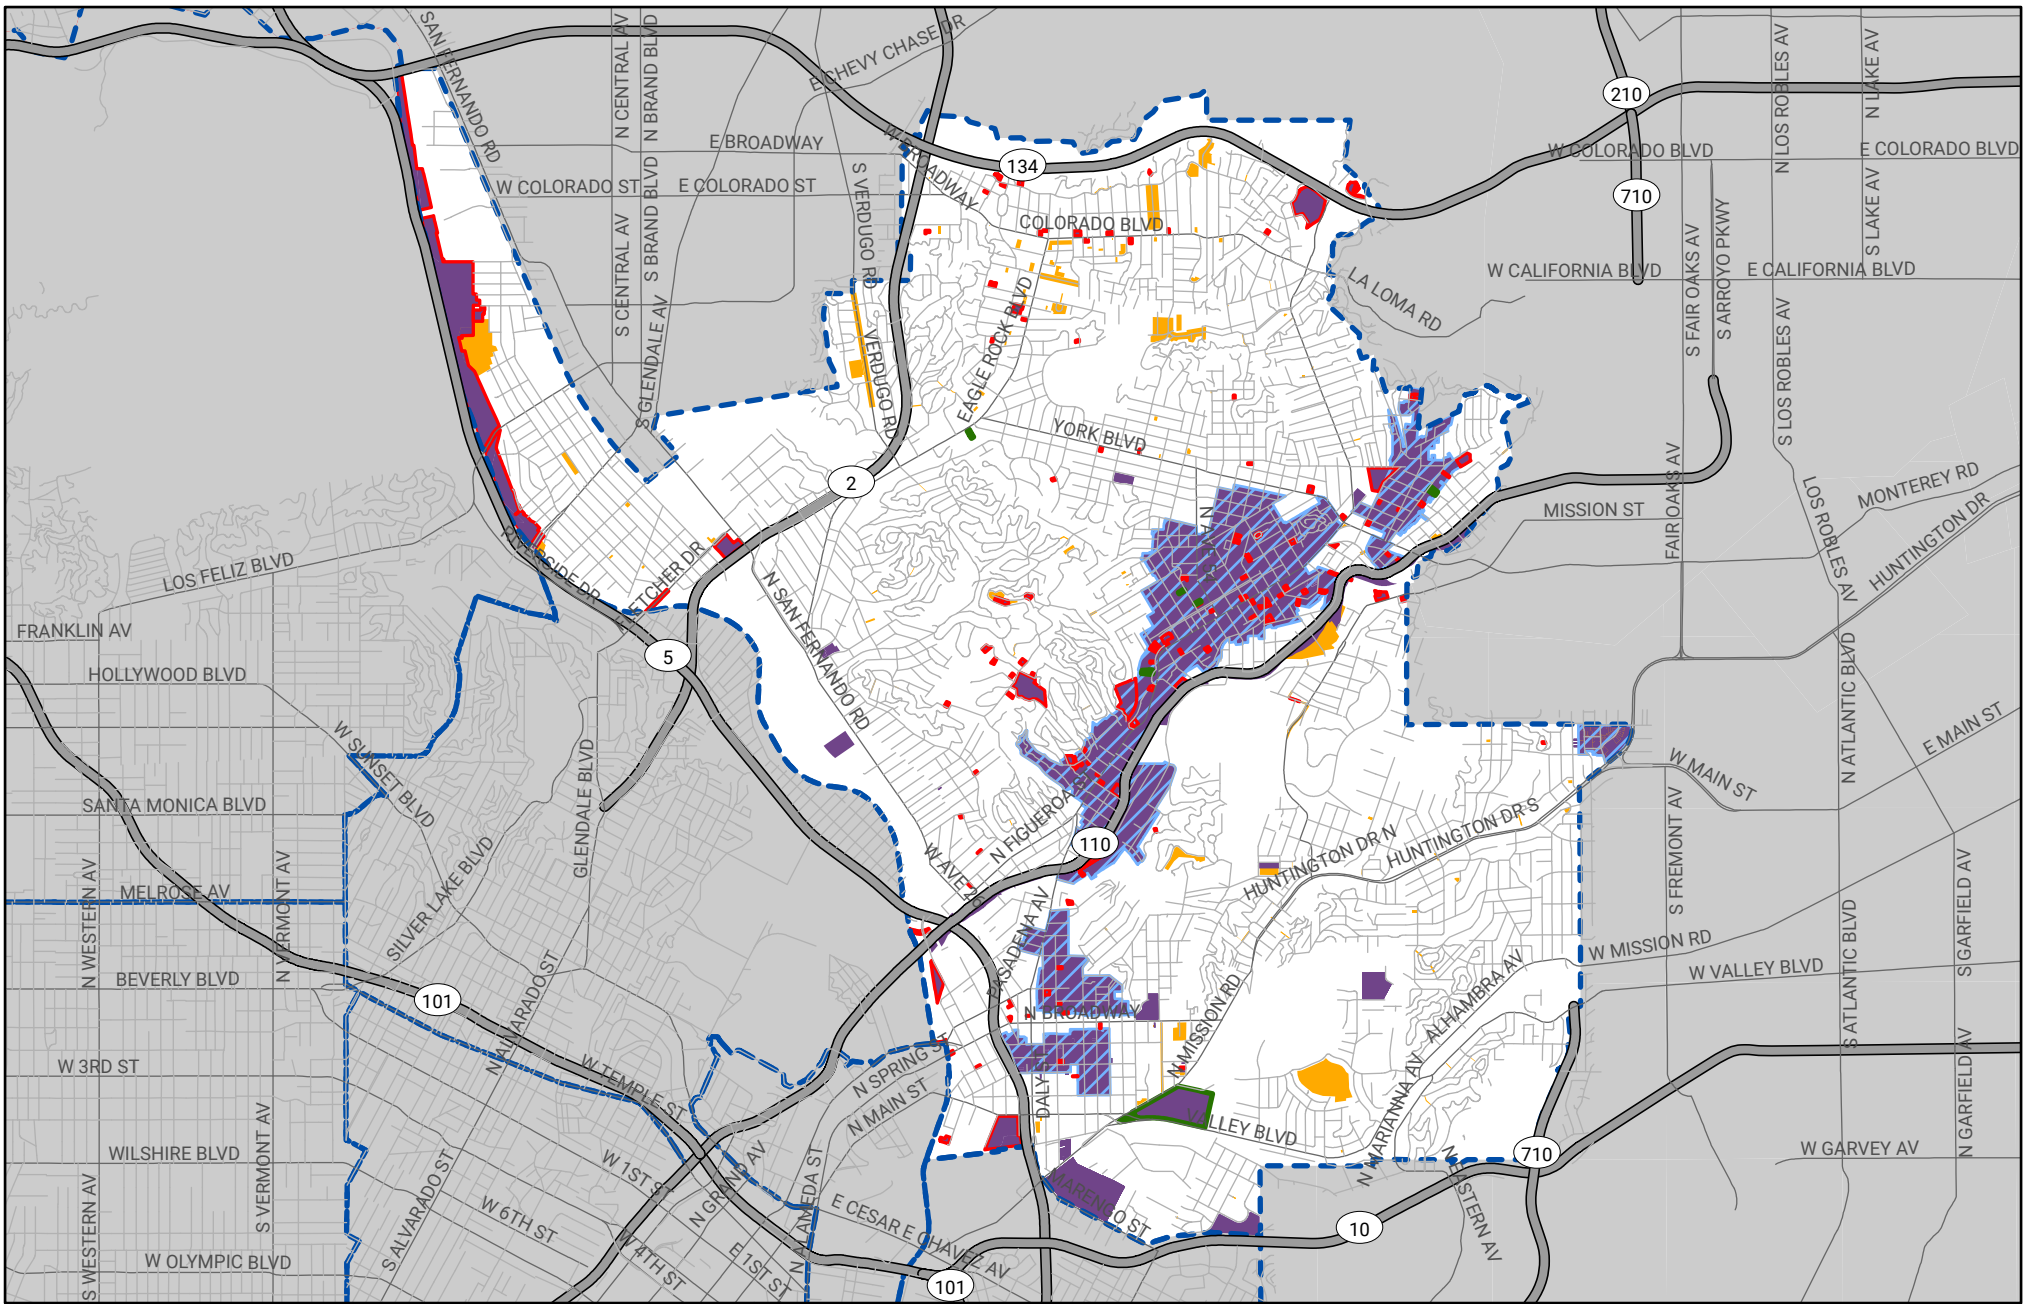 SAN FERNANDO RD
N CENTRAL AV
N BRAND BLVD
E CHEVY CHASE DR
E BROADWAY
W BROADWAY
134
210
N LOS ROBLES AV
N LAKE AV
W COLORADO BLVD
E COLORADO BLVD
W COLORADO ST
E COLORADO ST
S VERDUGO RD
COLORADO BLVD
710
S CENTRAL AV
S BRAND BLVD
S FAIR OAKS AV
S ARROYO PKWY
S LAKE AV
LA LOMA RD
W CALIFORNIA BLVD
E CALIFORNIA BLVD
S GLENDALE AV
VERDUGO RD
EAGLE ROCK BLVD
S LOS ROBLES AV
YORK BLVD
2
FAIR OAKS AV
MONTEREY RD
MISSION ST
LOS ROBLES AV
HUNTINGTON DR
LOS FELIZ BLVD
RIVERSIDE DR
FLETCHER DR
N SAN FERNANDO RD
FRANKLIN AV
5
HOLLYWOOD BLVD
N ATLANTIC BLVD
E MAIN ST
W SUNSET BLVD
GLENDALE BLVD
W MAIN ST
SANTA MONICA BLVD
N FIGUEROA ST
110
HUNTINGTON DR N
HUNTINGTON DR S
SILVER LAKE BLVD
W AVE 26
S FREMONT AV
N WESTERN AV
MELROSE AV
N VERMONT AV
PASADENA AV
S GARFIELD AV
W MISSION RD
BEVERLY BLVD
W VALLEY BLVD
101
N ALVARADO ST
N BROADWAY
N MISSION RD
ALHAMBRA AV
S ATLANTIC BLVD
W 3RD ST
W TEMPLE ST
N SPRING ST
N MAIN ST
DALY ST
VALLEY BLVD
N MARIANNA AV
N GARFIELD AV
WILSHIRE BLVD
S VERMONT AV
W 1ST ST
N GRAND AV
N ALAMEDA ST
MARENGO ST
710
N EASTERN AV
W GARVEY AV
S WESTERN AV
S ALVARADO ST
W 6TH ST
E CESAR E CHAVEZ AV
10
W OLYMPIC BLVD
W 4TH ST
E 1ST ST
101